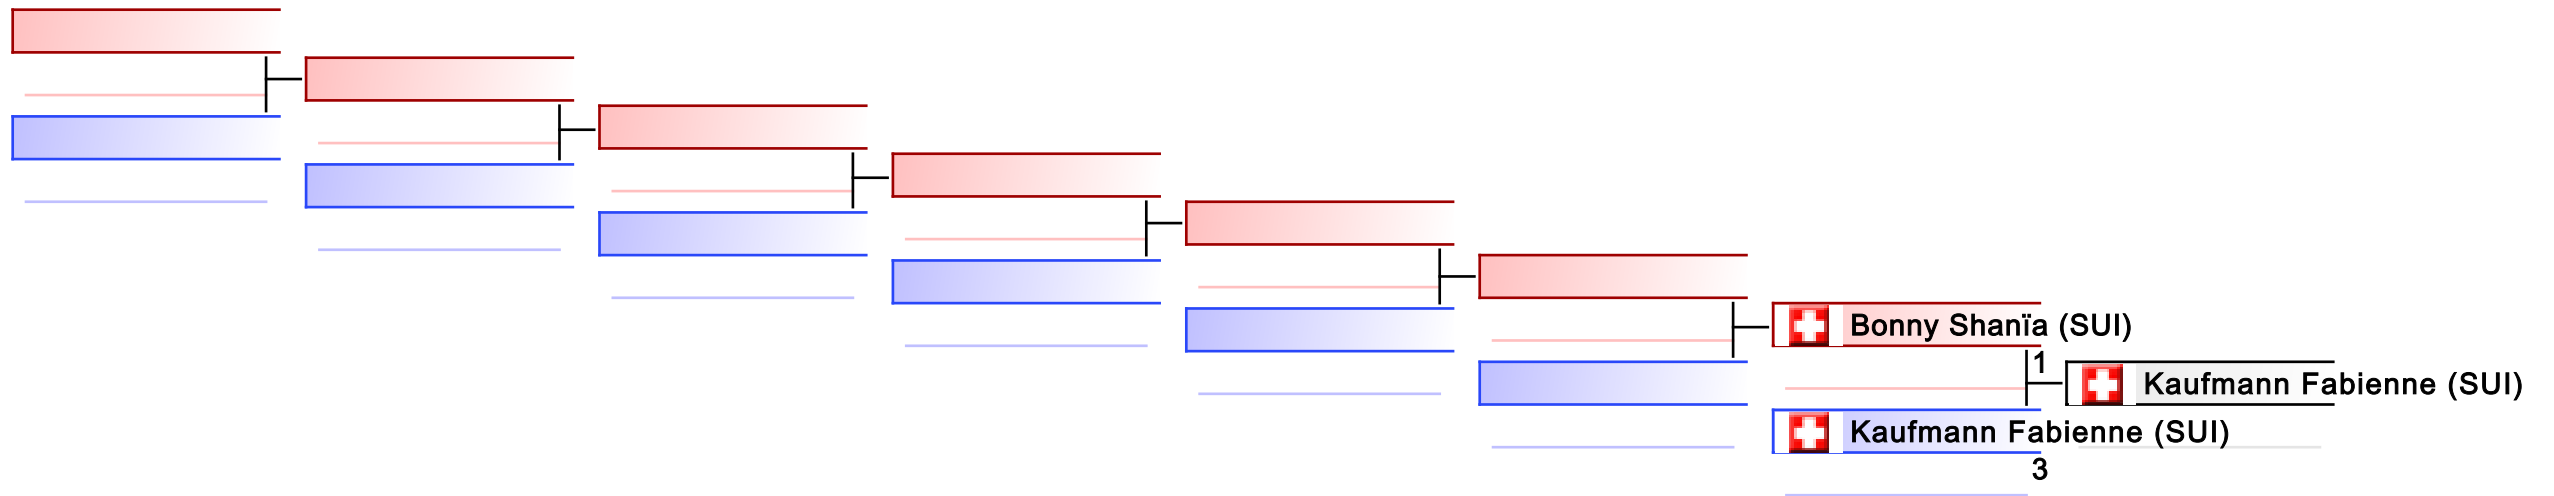 Bonny Shanïa (SUI)
1
Kaufmann Fabienne (SUI)
Kaufmann Fabienne (SUI)
3